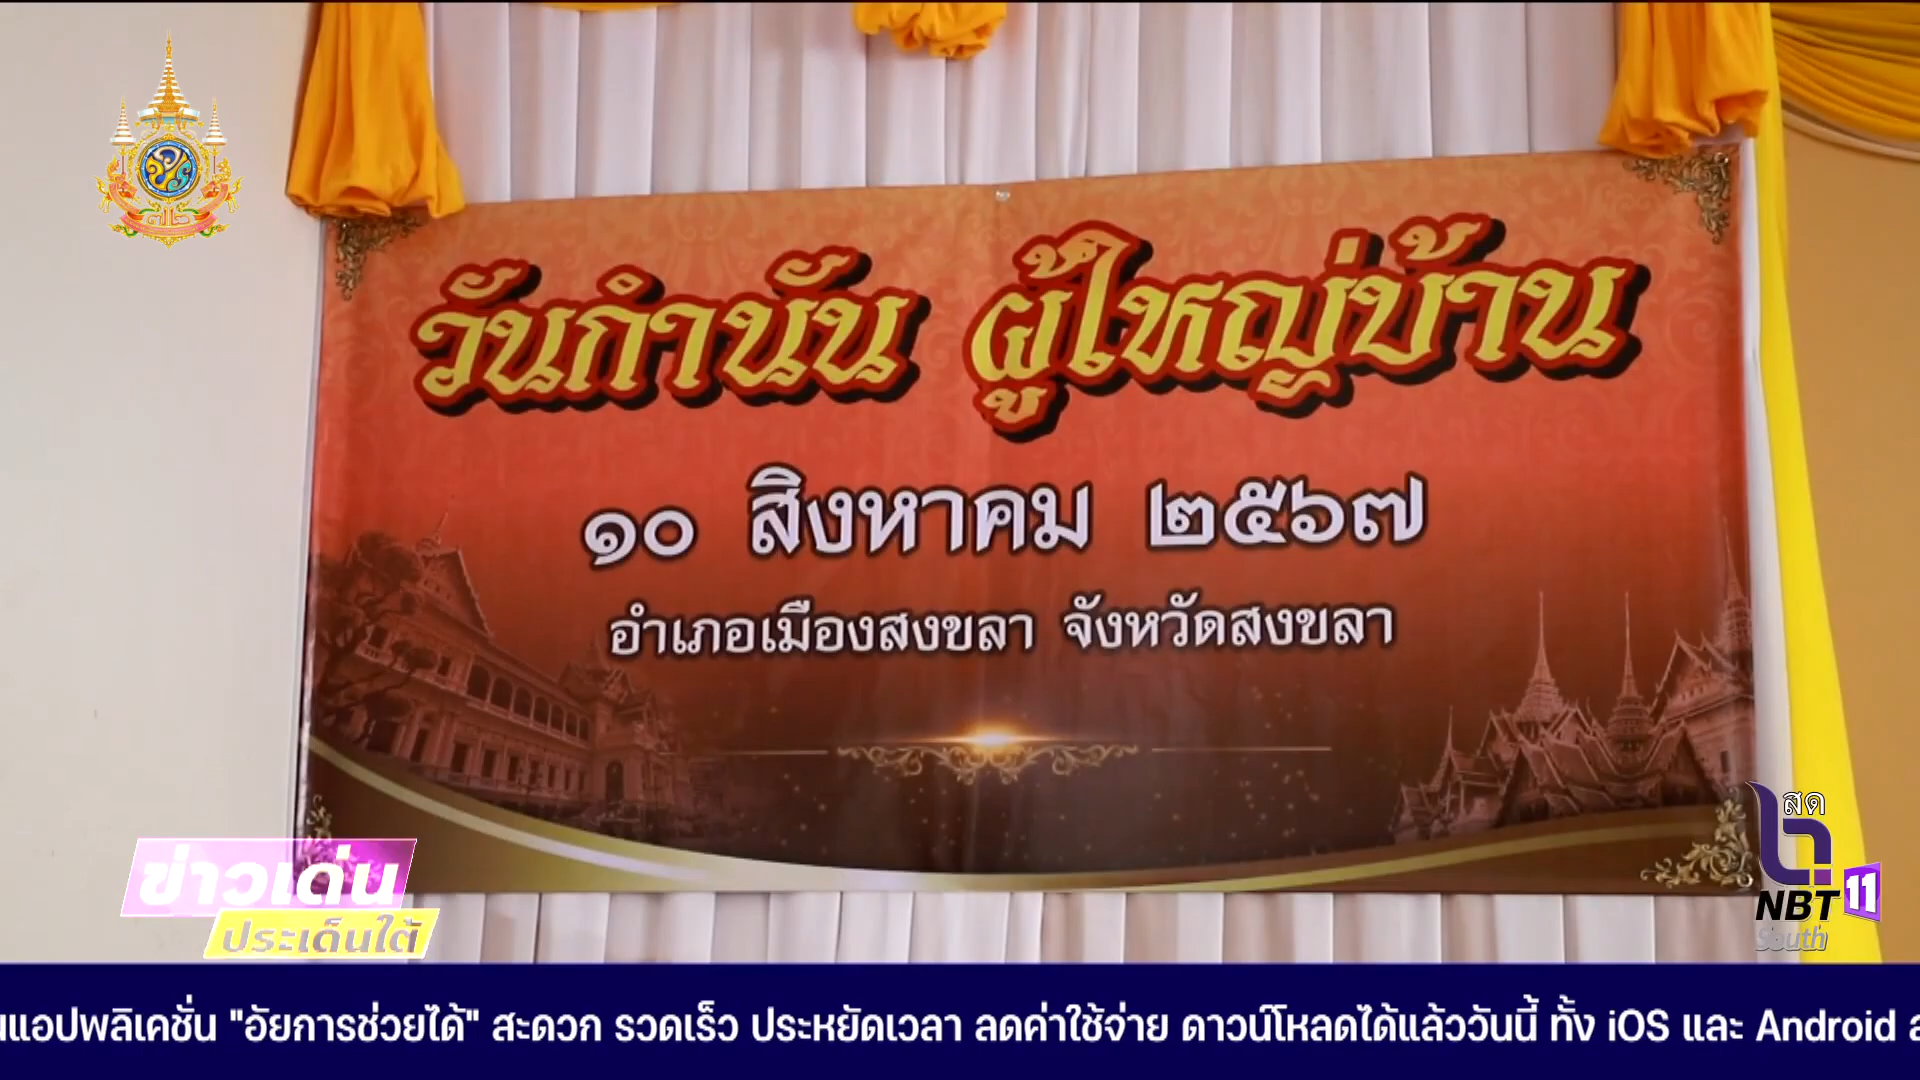 วันกำนัน ผู้ใหญ่บ้าน
๑๐ สิงหาคม ๒๕๖๗
อำเภอเมืองสงขลา จังหวัดสงขลา
๗๒
สด
NBT 11
South
ข่าวเด่น
ประเด็นใต้
นแอปพลิเคชั่น "อัยการช่วยได้" สะดวก รวดเร็ว ประหยัดเวลา ลดค่าใช้จ่าย ดาวน์โหลดได้แล้ววันนี้ ทั้ง iOS และ Android